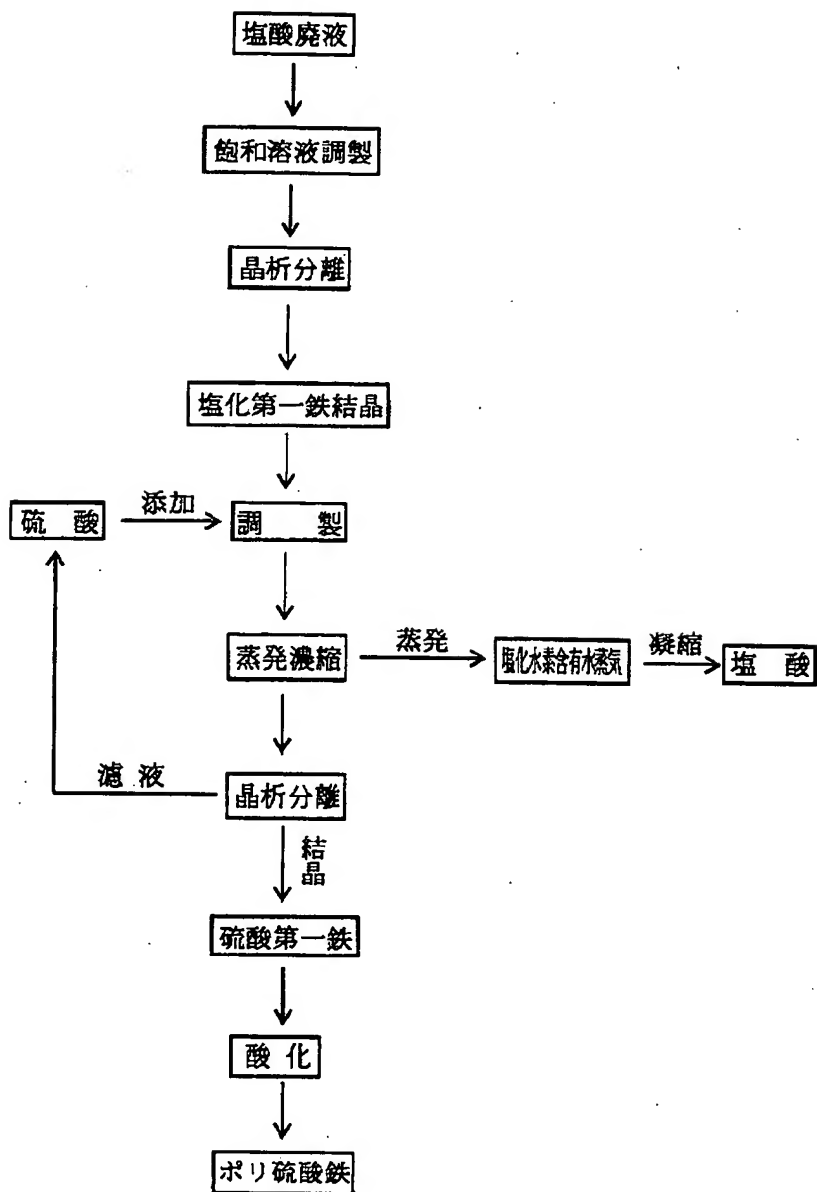 塩酸廃液
飽和溶液調製
晶析分離
塩化第一鉄結晶
硫 酸
添加
調 製
蒸発濃縮
蒸発
塩化水素含有水蒸気
凝縮
塩 酸
濾 液
晶析分離
結晶
硫酸第一鉄
酸 化
ポリ硫酸鉄